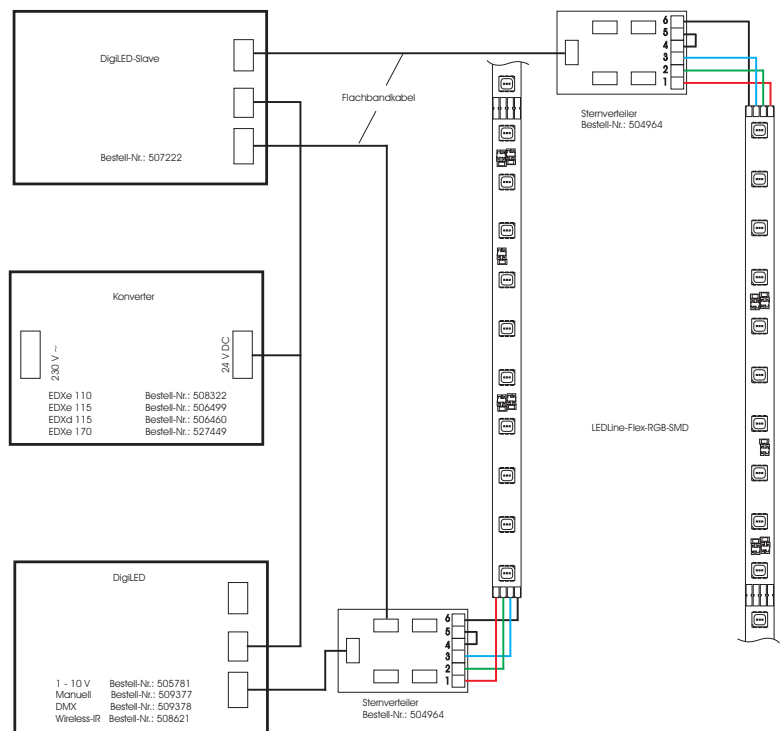 DigiLED-Slave
Bestell-Nr.: 507222
Flachbandkabel
6
5
4
3
2
1
Sternverteiler
Bestell-Nr.: 504964
Konverter
230 V ~
24 V DC
EDXe 110 Bestell-Nr.: 508322
EDXe 115 Bestell-Nr.: 506499
EDXd 115 Bestell-Nr.: 506460
EDXe 170 Bestell-Nr.: 527449
LEDLine-Flex-RGB-SMD
DigiLED
1 - 10 V Bestell-Nr.: 505781
Manuell Bestell-Nr.: 509377
DMX Bestell-Nr.: 509378
Wireless-IR Bestell-Nr.: 508621
6
5
4
3
2
1
Sternverteiler
Bestell-Nr.: 504964